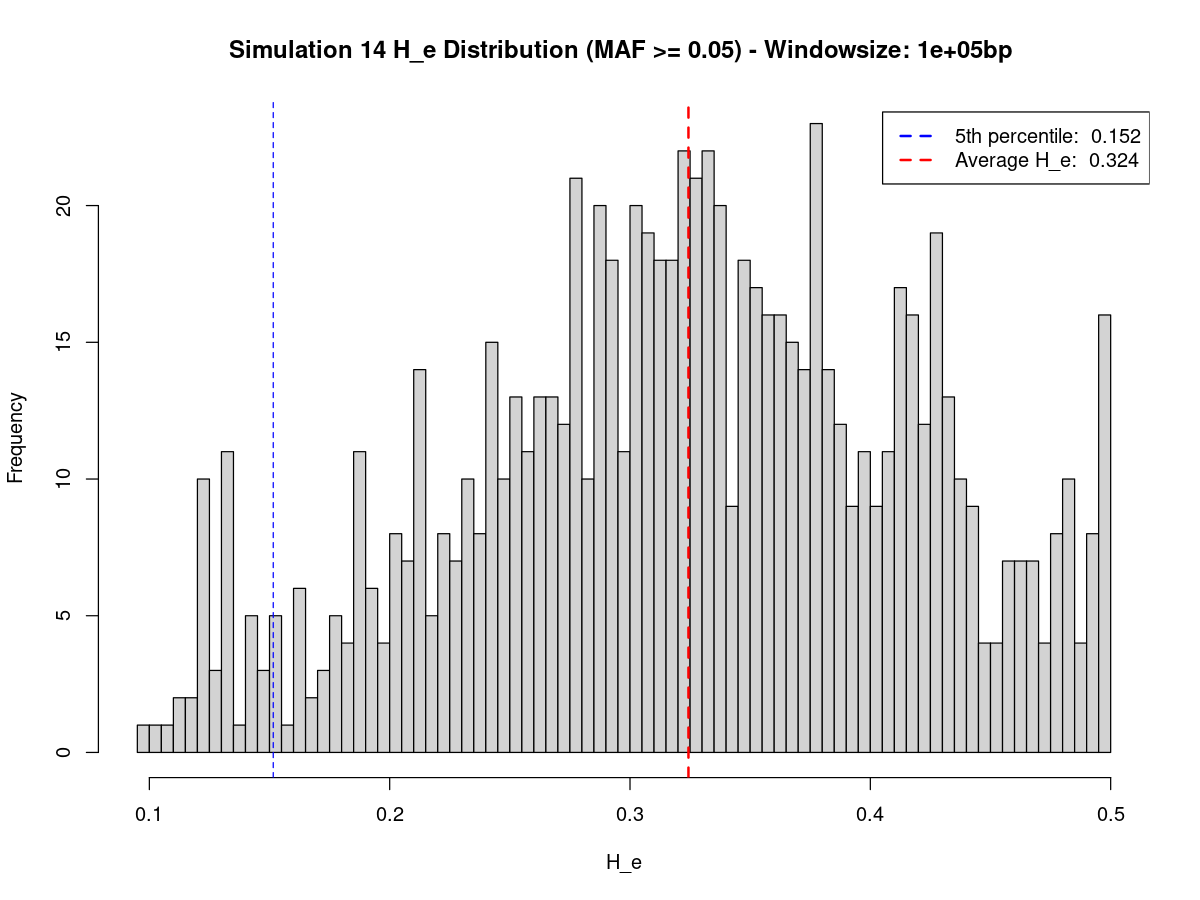 Simulation 14 H_e Distribution (MAF >= 0.05) - Windowsize: 1e+05bp
5th percentile: 0.152
Average H_e: 0.324
Frequency
20
15
10
5
0
0.1 0.2 0.3 0.4 0.5
H_e